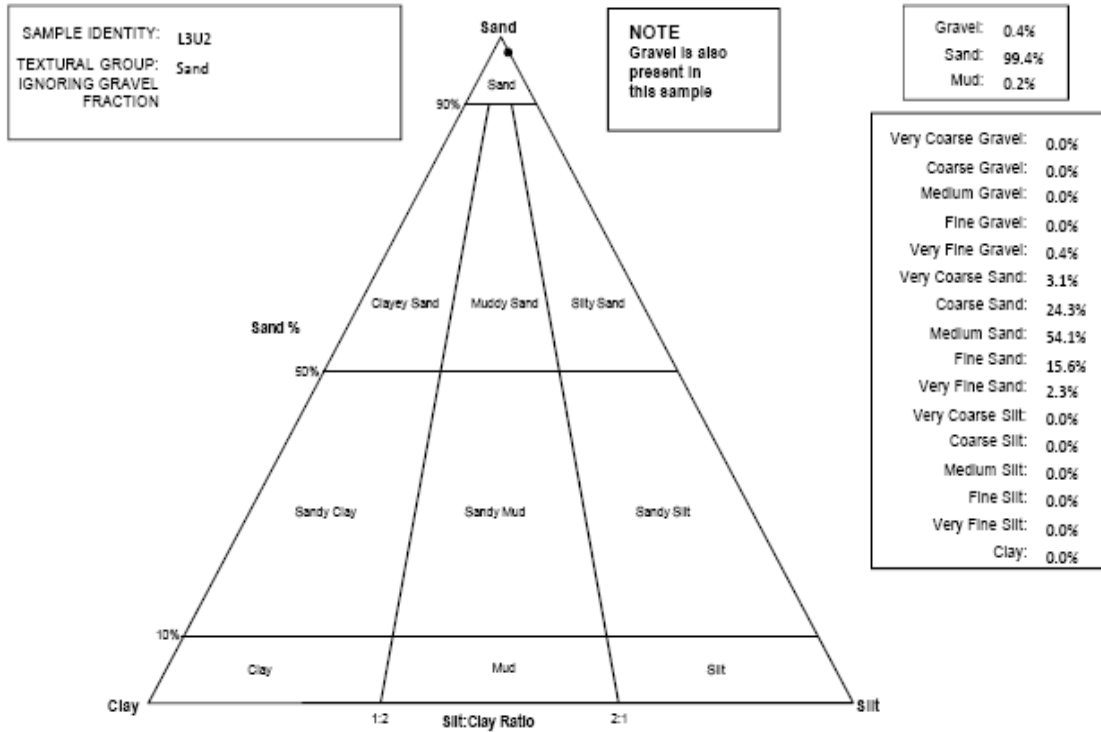 SAMPLE IDENTITY: L3U2
TEXTURAL GROUP: Sand
IGNORING GRAVEL
FRACTION
Sand
NOTE
Gravel is also
present in
this sample
Gravel: 0.4%
Sand: 99.4%
Mud: 0.2%
Very Coarse Gravel: 0.0%
Coarse Gravel: 0.0%
Medium Gravel: 0.0%
Fine Gravel: 0.0%
Very Fine Gravel: 0.4%
Very Coarse Sand: 3.1%
Coarse Sand: 24.3%
Medium Sand: 54.1%
Fine Sand: 15.6%
Very Fine Sand: 2.3%
Very Coarse Silt: 0.0%
Coarse Silt: 0.0%
Medium Silt: 0.0%
Fine Silt: 0.0%
Very Fine Silt: 0.0%
Clay: 0.0%
Sand
90%
Clayey Sand Muddy Sand Silty Sand
Sand %
50%
Sandy Clay Sandy Mud Sandy Silt
10%
Clay Mud Silt
Clay Silt
1:2 Silt:Clay Ratio 2:1